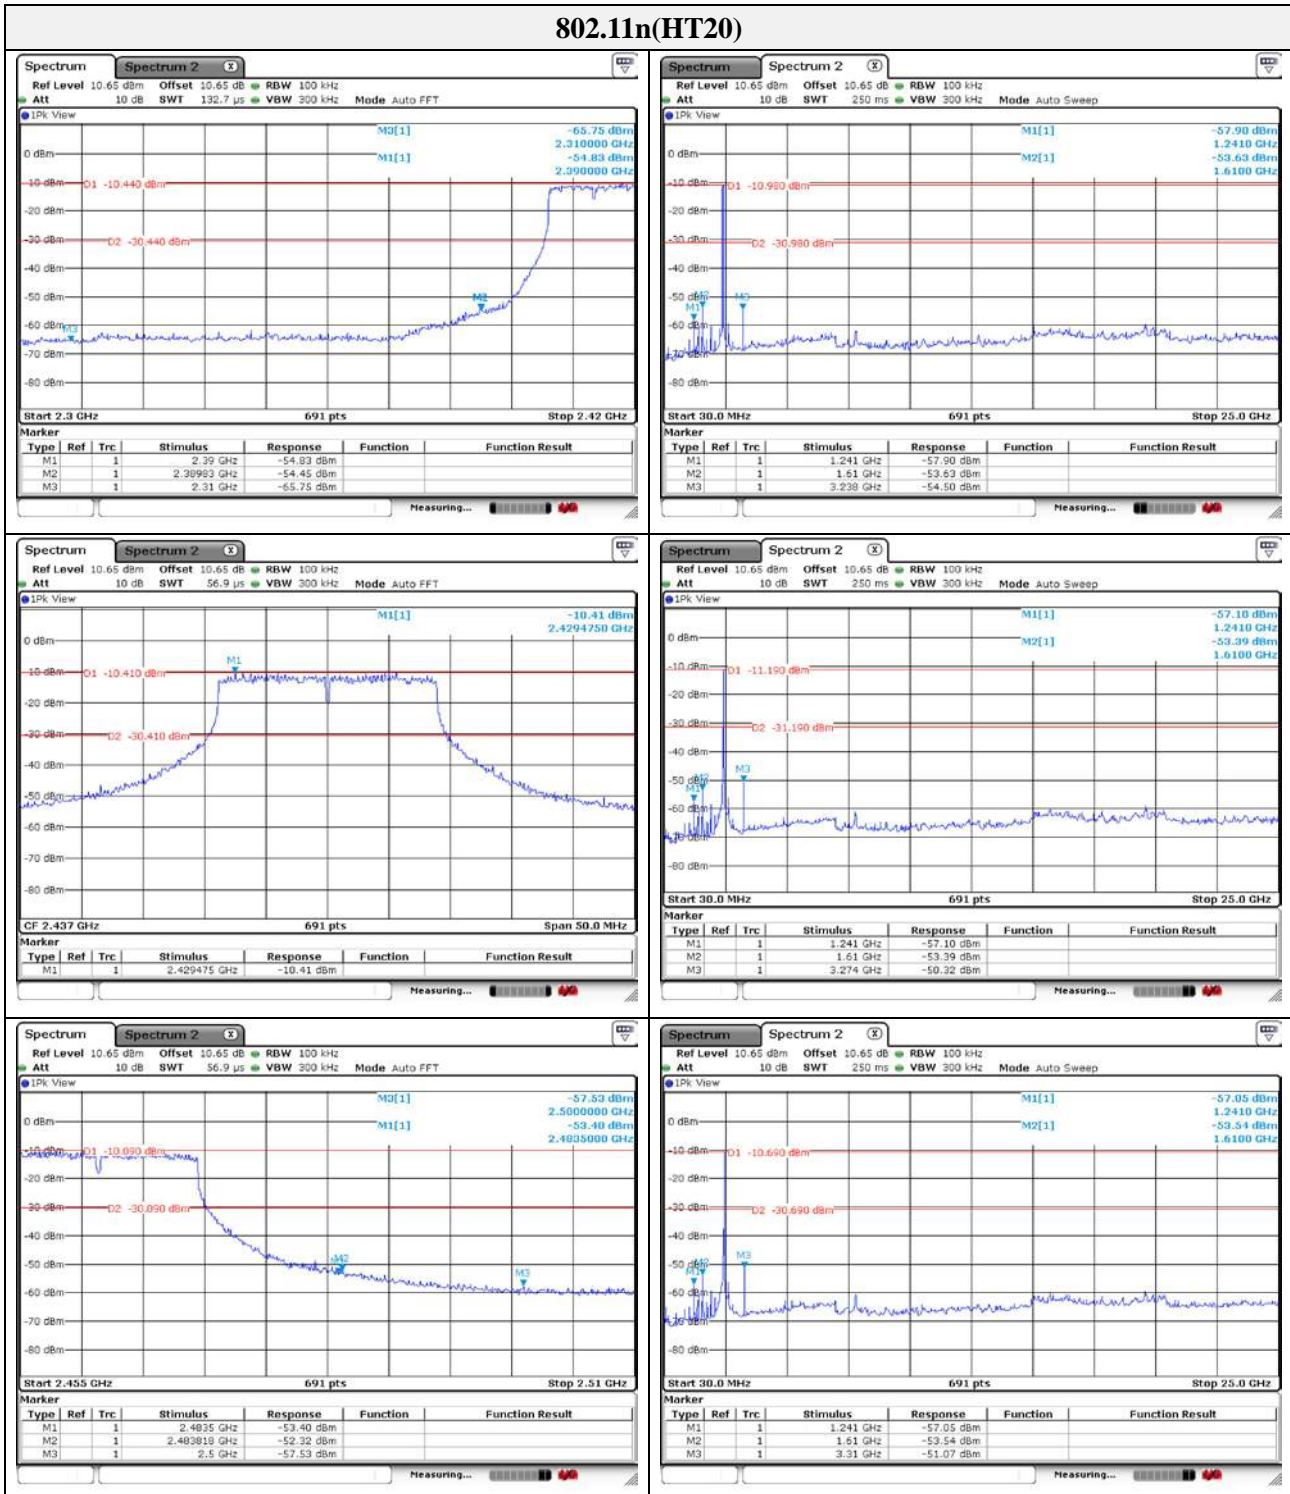 802.11n(HT20)
Spectrum Spectrum 2 X
Ref Level 10.65 dBm Offset 10.65 dB RBW 100 kHz
Att 10 dB SWT 132.7 µs VBW 300 kHz Mode Auto FFT
1Pk View
M3[1] -65.75 dBm
2.310000 GHz
M1[1] -54.83 dBm
2.390000 GHz
0 dBm
-10 dBm D1 -10.440 dBm
-20 dBm
-30 dBm D2 -30.440 dBm
-40 dBm
-50 dBm M2
-60 dBm M3
-70 dBm
-80 dBm
Start 2.3 GHz 691 pts Stop 2.42 GHz
Marker
Type Ref Trc Stimulus Response Function Function Result
M1 1 2.39 GHz -54.83 dBm
M2 1 2.38983 GHz -54.45 dBm
M3 1 2.31 GHz -65.75 dBm
Measuring...
Spectrum Spectrum 2 X
Ref Level 10.65 dBm Offset 10.65 dB RBW 100 kHz
Att 10 dB SWT 250 ms VBW 300 kHz Mode Auto Sweep
1Pk View
M1[1] -57.90 dBm
1.2410 GHz
M2[1] -53.63 dBm
1.6100 GHz
0 dBm
-10 dBm D1 -10.980 dBm
-20 dBm
-30 dBm D2 -30.980 dBm
-40 dBm
-50 dBm M2 M3
M1
-60 dBm
-70 dBm
-80 dBm
Start 30.0 MHz 691 pts Stop 25.0 GHz
Marker
Type Ref Trc Stimulus Response Function Function Result
M1 1 1.241 GHz -57.90 dBm
M2 1 1.61 GHz -53.63 dBm
M3 1 3.238 GHz -54.50 dBm
Measuring...
Spectrum Spectrum 2 X
Ref Level 10.65 dBm Offset 10.65 dB RBW 100 kHz
Att 10 dB SWT 56.9 µs VBW 300 kHz Mode Auto FFT
1Pk View
M1[1] -10.41 dBm
2.4294750 GHz
0 dBm
M1
-10 dBm D1 -10.410 dBm
-20 dBm
-30 dBm D2 -30.410 dBm
-40 dBm
-50 dBm
-60 dBm
-70 dBm
-80 dBm
CF 2.437 GHz 691 pts Span 50.0 MHz
Marker
Type Ref Trc Stimulus Response Function Function Result
M1 1 2.429475 GHz -10.41 dBm
Measuring...
Spectrum Spectrum 2 X
Ref Level 10.65 dBm Offset 10.65 dB RBW 100 kHz
Att 10 dB SWT 250 ms VBW 300 kHz Mode Auto Sweep
1Pk View
M1[1] -57.10 dBm
1.2410 GHz
M2[1] -53.39 dBm
1.6100 GHz
0 dBm
-10 dBm D1 -11.190 dBm
-20 dBm
-30 dBm D2 -31.190 dBm
-40 dBm
M3
-50 dBm M2
M1
-60 dBm
-70 dBm
-80 dBm
Start 30.0 MHz 691 pts Stop 25.0 GHz
Marker
Type Ref Trc Stimulus Response Function Function Result
M1 1 1.241 GHz -57.10 dBm
M2 1 1.61 GHz -53.39 dBm
M3 1 3.274 GHz -50.32 dBm
Measuring...
Spectrum Spectrum 2 X
Ref Level 10.65 dBm Offset 10.65 dB RBW 100 kHz
Att 10 dB SWT 56.9 µs VBW 300 kHz Mode Auto FFT
1Pk View
M3[1] -57.53 dBm
2.5000000 GHz
M1[1] -53.40 dBm
2.4835000 GHz
0 dBm
-10 dBm D1 -10.090 dBm
-20 dBm
-30 dBm D2 -30.090 dBm
-40 dBm
-50 dBm M2
M3
-60 dBm
-70 dBm
-80 dBm
Start 2.455 GHz 691 pts Stop 2.51 GHz
Marker
Type Ref Trc Stimulus Response Function Function Result
M1 1 2.4835 GHz -53.40 dBm
M2 1 2.483818 GHz -52.32 dBm
M3 1 2.5 GHz -57.53 dBm
Measuring...
Spectrum Spectrum 2 X
Ref Level 10.65 dBm Offset 10.65 dB RBW 100 kHz
Att 10 dB SWT 250 ms VBW 300 kHz Mode Auto Sweep
1Pk View
M1[1] -57.05 dBm
1.2410 GHz
M2[1] -53.54 dBm
1.6100 GHz
0 dBm
-10 dBm D1 -10.690 dBm
-20 dBm
-30 dBm D2 -30.690 dBm
-40 dBm
M3
-50 dBm M2
M1
-60 dBm
-70 dBm
-80 dBm
Start 30.0 MHz 691 pts Stop 25.0 GHz
Marker
Type Ref Trc Stimulus Response Function Function Result
M1 1 1.241 GHz -57.05 dBm
M2 1 1.61 GHz -53.54 dBm
M3 1 3.31 GHz -51.07 dBm
Measuring...